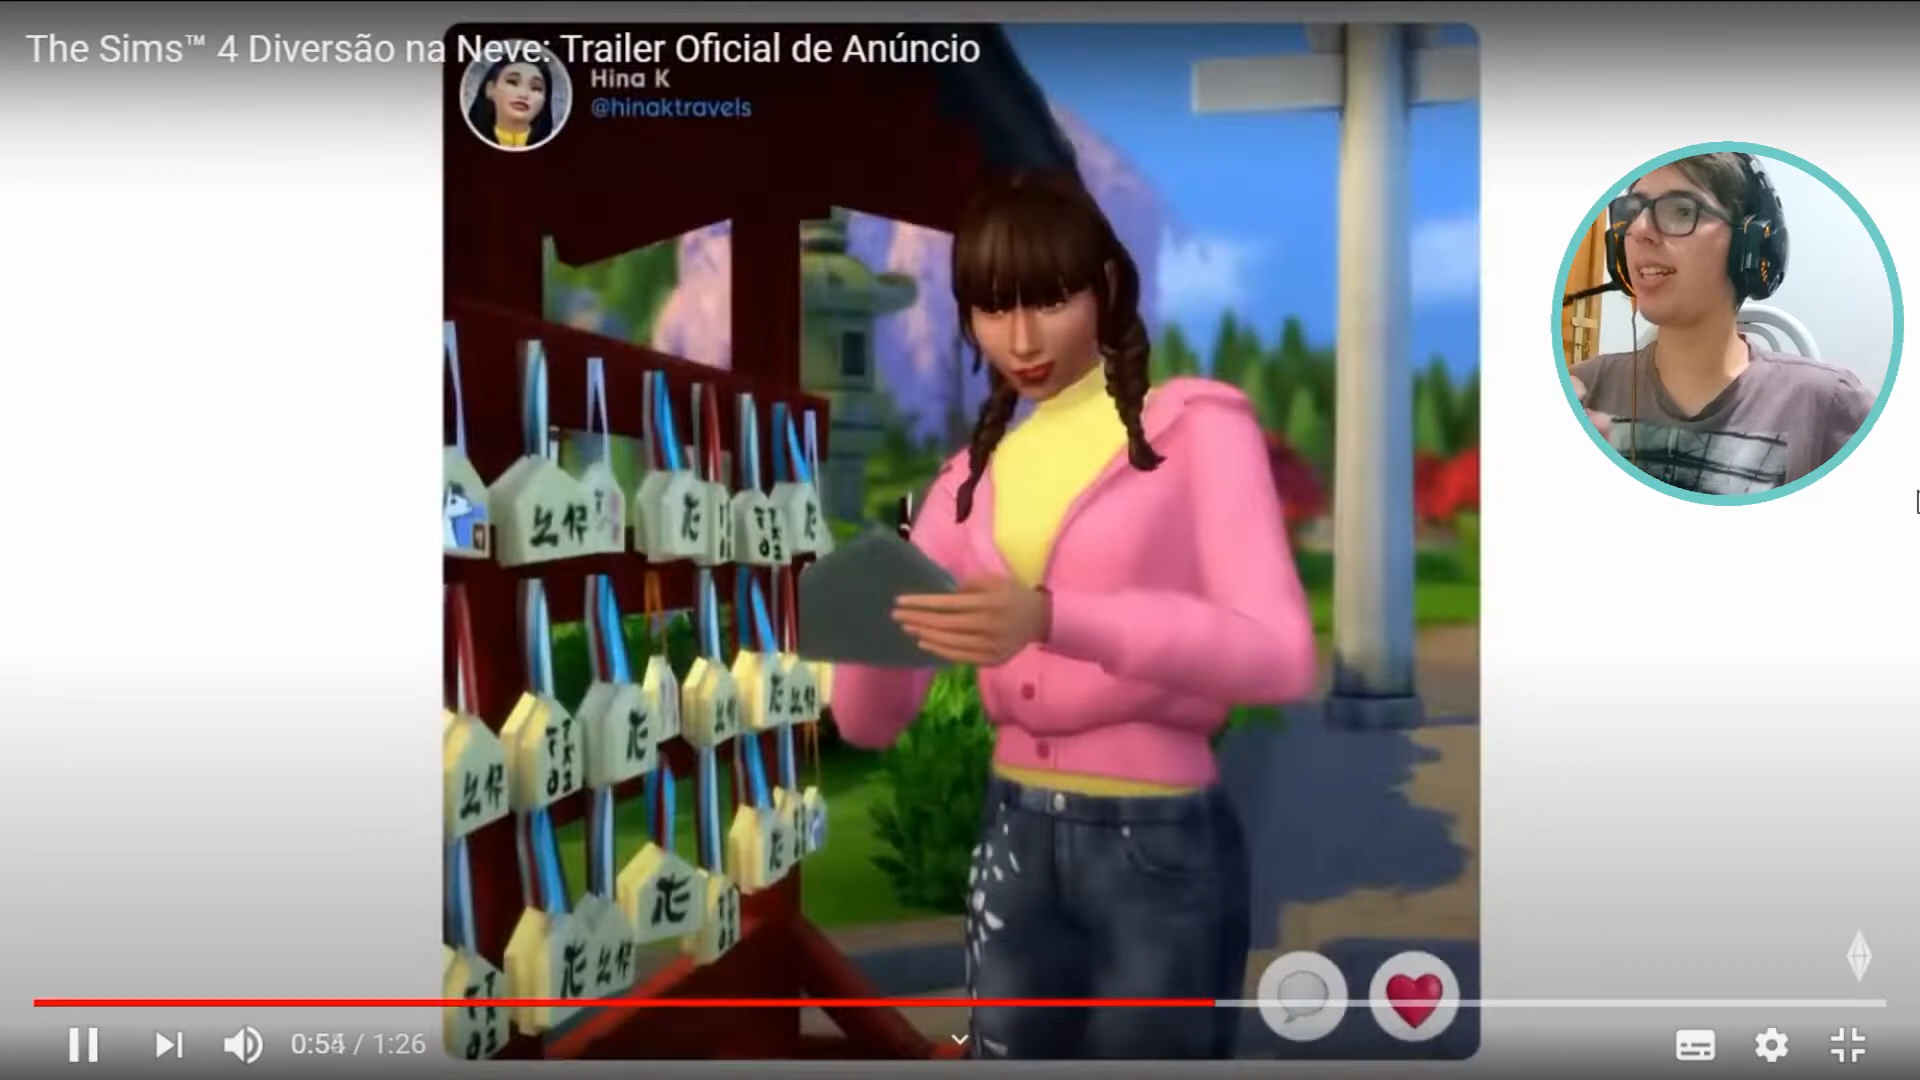 The Sims™ 4 Diversão na Neve: Trailer Oficial de Anúncio
Hina K
@hinaktravels
0:54 / 1:26